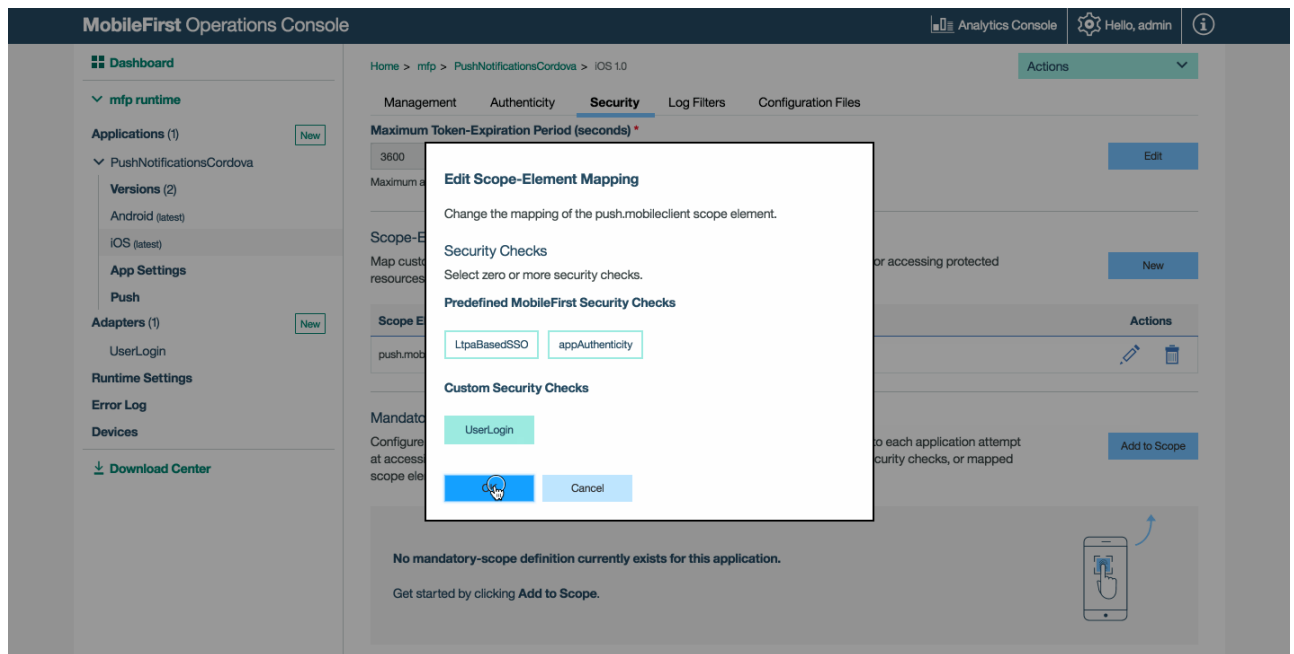 MobileFirst Operations Console
Analytics Console
Hello, admin
Dashboard
mfp runtime
Applications (1)
New
PushNotificationsCordova
Versions (2)
Android (latest)
iOS (latest)
App Settings
Push
Adapters (1)
New
UserLogin
Runtime Settings
Error Log
Devices
Download Center
Home > mfp > PushNotificationsCordova > iOS 1.0
Actions
Management Authenticity Security Log Filters Configuration Files
Maximum Token-Expiration Period (seconds) *
3600
Edit
Maximum a
Scope-E
Map custo
or accessing protected
resources
New
Scope E
Actions
push.mob
Mandato
Configure
to each application attempt
at access
curity checks, or mapped
scope ele
Add to Scope
No mandatory-scope definition currently exists for this application.
Get started by clicking Add to Scope.
Edit Scope-Element Mapping
Change the mapping of the push.mobileclient scope element.
Security Checks
Select zero or more security checks.
Predefined MobileFirst Security Checks
LtpaBasedSSO
appAuthenticity
Custom Security Checks
UserLogin
Cancel